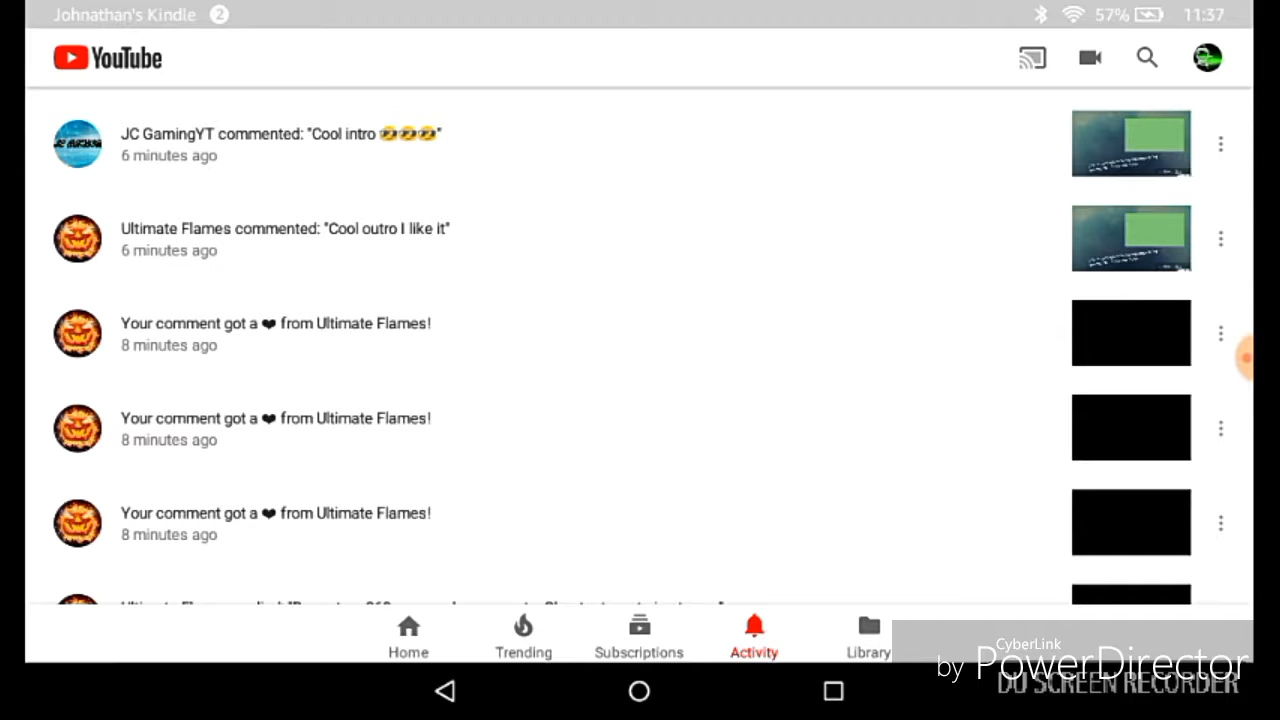 Johnathan's Kindle 2 57% 11:37
YouTube
JC GamingYT commented: "Cool intro 🤣🤣🤣"
6 minutes ago
Ultimate Flames commented: "Cool outro I like it"
6 minutes ago
Your comment got a ❤ from Ultimate Flames!
8 minutes ago
Your comment got a ❤ from Ultimate Flames!
8 minutes ago
Your comment got a ❤ from Ultimate Flames!
8 minutes ago
Home Trending Subscriptions Activity Library
CyberLink
by PowerDirector
DU SCREEN RECORDER